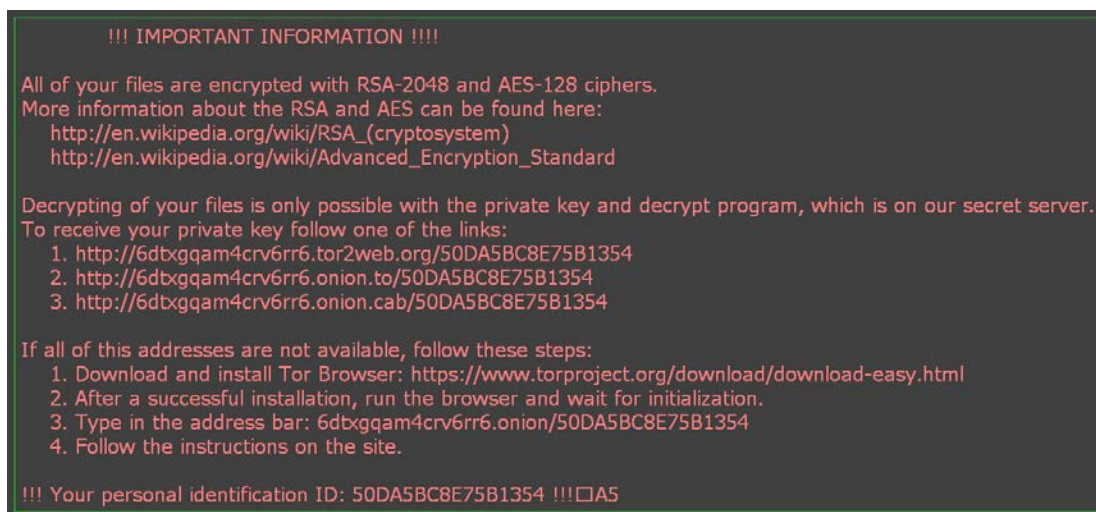 !!! IMPORTANT INFORMATION !!!!
All of your files are encrypted with RSA-2048 and AES-128 ciphers.
More information about the RSA and AES can be found here:
http://en.wikipedia.org/wiki/RSA_(cryptosystem)
http://en.wikipedia.org/wiki/Advanced_Encryption_Standard
Decrypting of your files is only possible with the private key and decrypt program, which is on our secret server.
To receive your private key follow one of the links:
1. http://6dtxgqam4crv6rr6.tor2web.org/50DA5BC8E75B1354
2. http://6dtxgqam4crv6rr6.onion.to/50DA5BC8E75B1354
3. http://6dtxgqam4crv6rr6.onion.cab/50DA5BC8E75B1354
If all of this addresses are not available, follow these steps:
1. Download and install Tor Browser: https://www.torproject.org/download/download-easy.html
2. After a successful installation, run the browser and wait for initialization.
3. Type in the address bar: 6dtxgqam4crv6rr6.onion/50DA5BC8E75B1354
4. Follow the instructions on the site.
!!! Your personal identification ID: 50DA5BC8E75B1354 !!!□A5